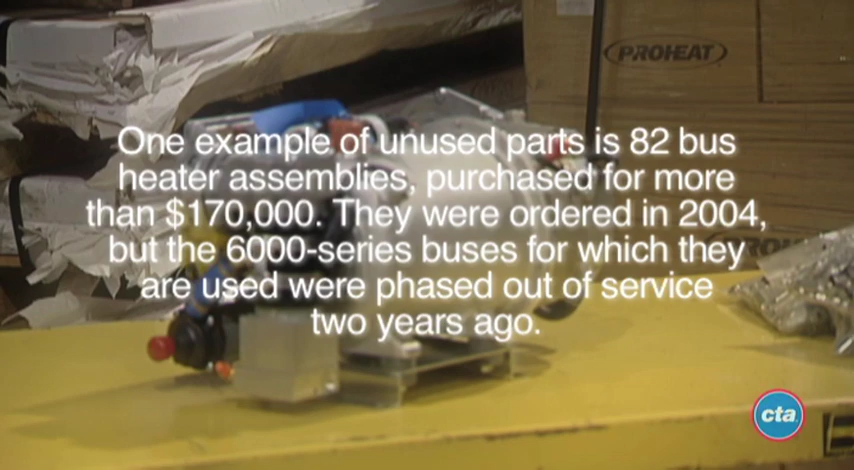 PROHEAT
One example of unused parts is 82 bus
heater assemblies, purchased for more
than $170,000. They were ordered in 2004,
but the 6000-series buses for which they
are used were phased out of service
two years ago.
cta